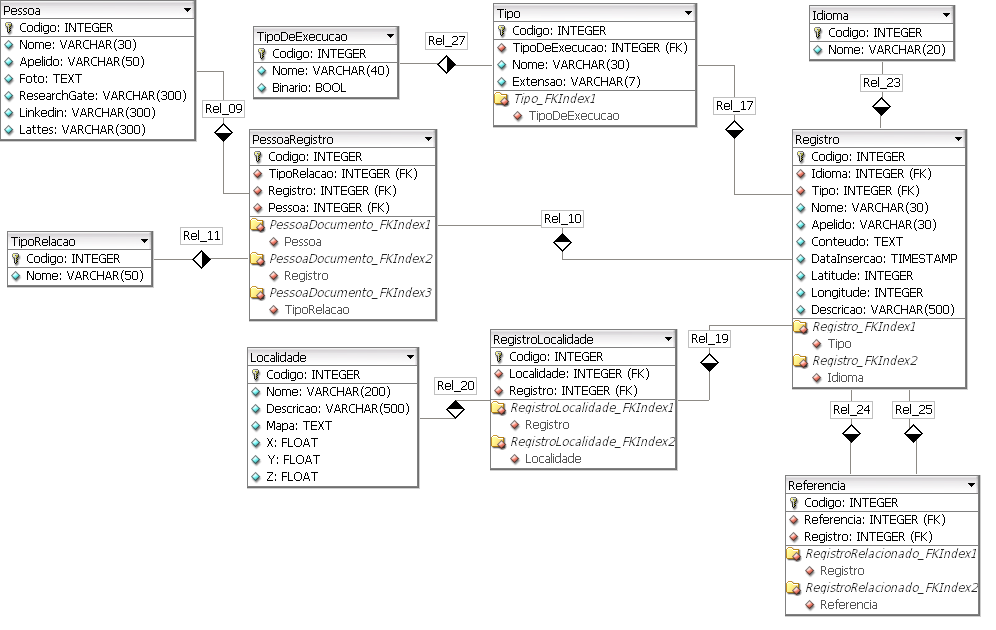 Pessoa
Codigo: INTEGER
Nome: VARCHAR(30)
Apelido: VARCHAR(50)
Foto: TEXT
ResearchGate: VARCHAR(300)
Linkedin: VARCHAR(300)
Lattes: VARCHAR(300)
TipoDeExecucao
Codigo: INTEGER
Nome: VARCHAR(40)
Binario: BOOL
Rel_27
Tipo
Codigo: INTEGER
TipoDeExecucao: INTEGER (FK)
Nome: VARCHAR(30)
Extensao: VARCHAR(7)
Tipo_FKIndex1
TipoDeExecucao
Idioma
Codigo: INTEGER
Nome: VARCHAR(20)
Rel_23
Rel_09
Rel_17
PessoaRegistro
Codigo: INTEGER
TipoRelacao: INTEGER (FK)
Registro: INTEGER (FK)
Pessoa: INTEGER (FK)
PessoaDocumento_FKIndex1
Pessoa
PessoaDocumento_FKIndex2
Registro
PessoaDocumento_FKIndex3
TipoRelacao
Registro
Codigo: INTEGER
Idioma: INTEGER (FK)
Tipo: INTEGER (FK)
Nome: VARCHAR(30)
Apelido: VARCHAR(30)
Conteudo: TEXT
DataInsercao: TIMESTAMP
Latitude: INTEGER
Longitude: INTEGER
Descricao: VARCHAR(500)
Registro_FKIndex1
Tipo
Registro_FKIndex2
Idioma
TipoRelacao
Codigo: INTEGER
Nome: VARCHAR(50)
Rel_11
Rel_10
Localidade
Codigo: INTEGER
Nome: VARCHAR(200)
Descricao: VARCHAR(500)
Mapa: TEXT
X: FLOAT
Y: FLOAT
Z: FLOAT
Rel_20
RegistroLocalidade
Codigo: INTEGER
Localidade: INTEGER (FK)
Registro: INTEGER (FK)
RegistroLocalidade_FKIndex1
Registro
RegistroLocalidade_FKIndex2
Localidade
Rel_19
Rel_24
Rel_25
Referencia
Codigo: INTEGER
Referencia: INTEGER (FK)
Registro: INTEGER (FK)
RegistroRelacionado_FKIndex1
Registro
RegistroRelacionado_FKIndex2
Referencia